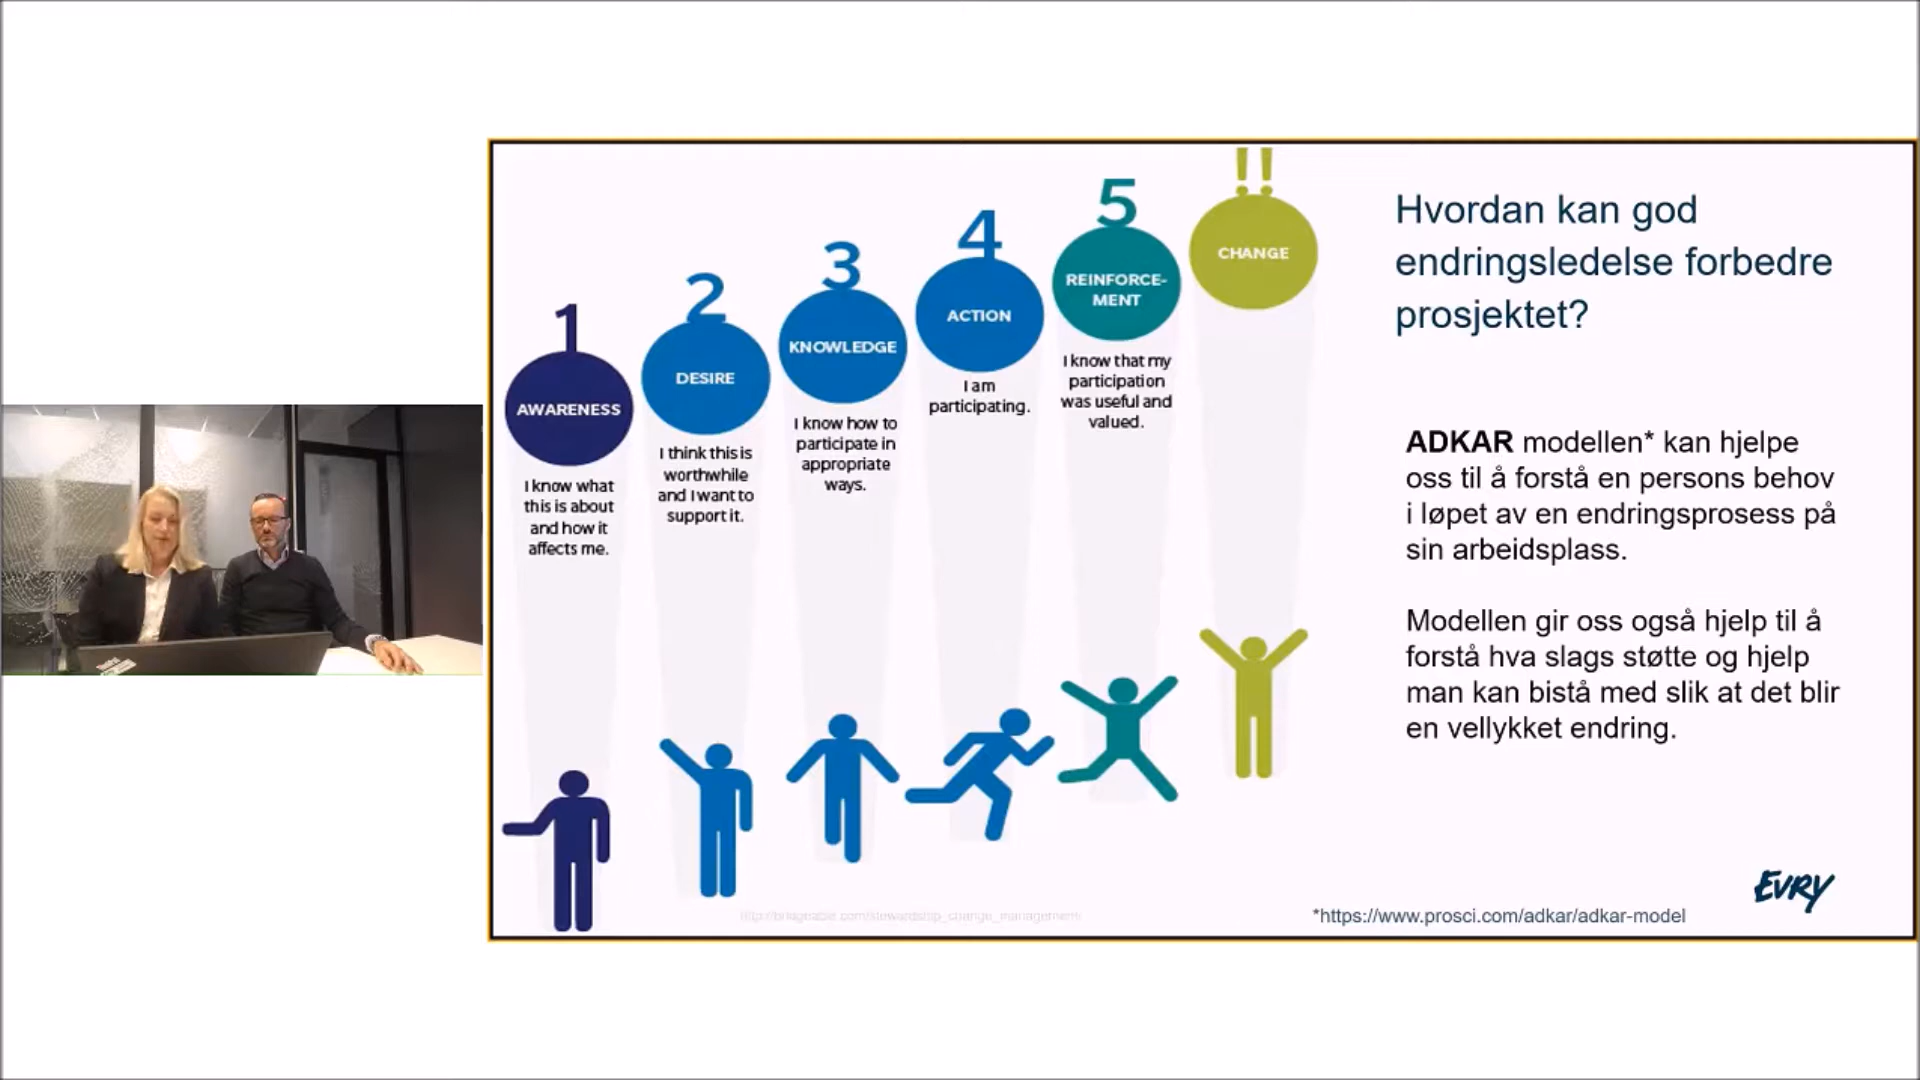 1
AWARENESS
I know what
this is about
and how it
affects me.
2
DESIRE
I think this is
worthwhile
and I want to
support it.
3
KNOWLEDGE
I know how to
participate in
appropriate
ways.
4
ACTION
I am
participating.
5
REINFORCE-
MENT
I know that my
participation
was useful and
valued.
!!
CHANGE
Hvordan kan god
endringsledelse forbedre
prosjektet?
ADKAR modellen* kan hjelpe
oss til å forstå en persons behov
i løpet av en endringsprosess på
sin arbeidsplass.
Modellen gir oss også hjelp til å
forstå hva slags støtte og hjelp
man kan bistå med slik at det blir
en vellykket endring.
EVRY
http://bridgeable.com/stewardship_change_management/
*https://www.prosci.com/adkar/adkar-model